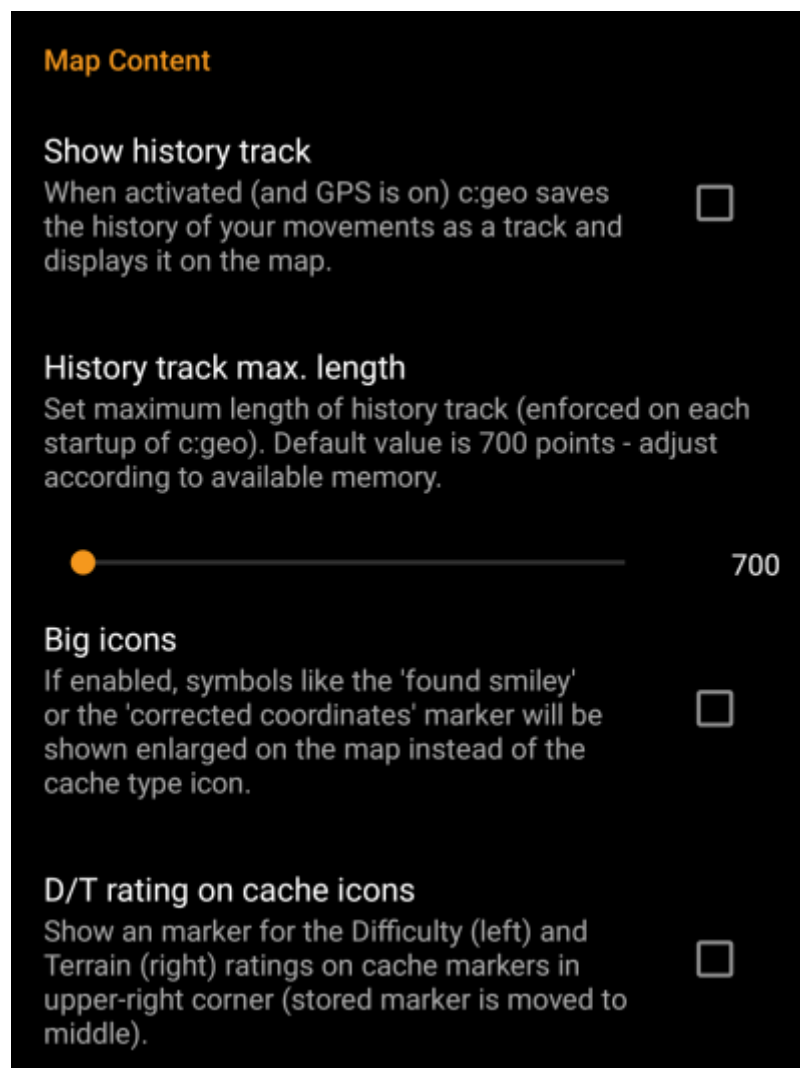 Map Content
Show history track
When activated (and GPS is on) c:geo saves
the history of your movements as a track and
displays it on the map.
History track max. length
Set maximum length of history track (enforced on each
startup of c:geo). Default value is 700 points - adjust
according to available memory.
700
Big icons
If enabled, symbols like the 'found smiley'
or the 'corrected coordinates' marker will be
shown enlarged on the map instead of the
cache type icon.
D/T rating on cache icons
Show an marker for the Difficulty (left) and
Terrain (right) ratings on cache markers in
upper-right corner (stored marker is moved to
middle).